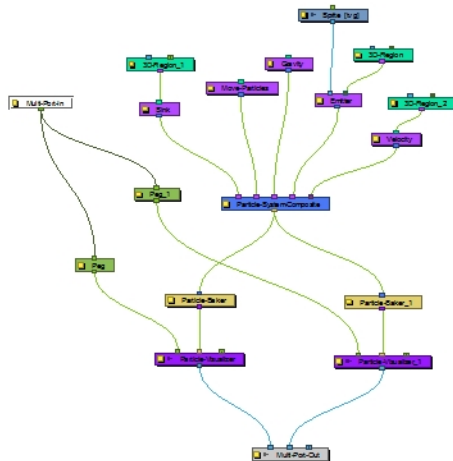 Sprite (tvg)
Gravity
3D-Region
3D-Region_1
Move-Particles
Multi-Port-In
Sink
Emitter
3D-Region_2
Velocity
Peg_1
Particle-SystemComposite
Peg
Particle-Baker
Particle-Baker_1
Particle-Visualizer
Particle-Visualizer_1
Multi-Port-Out